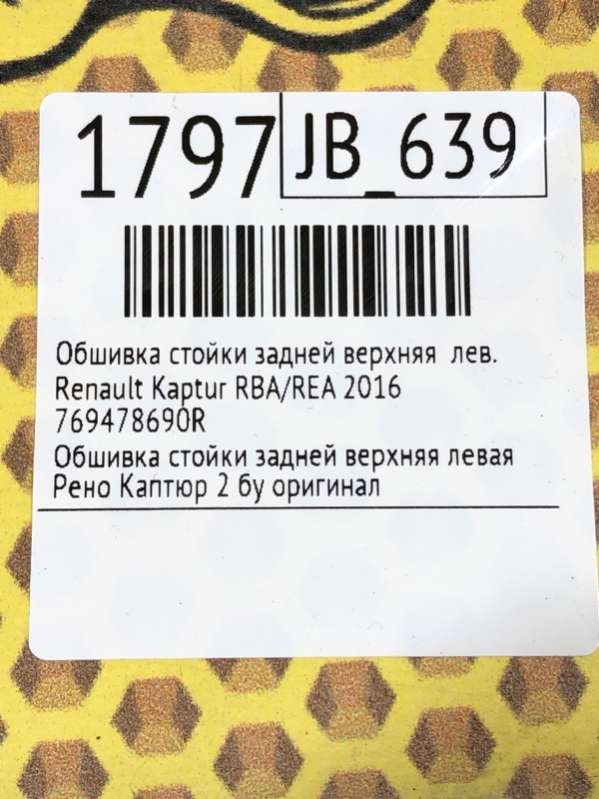 1797 JB_639
Обшивка стойки задней верхняя лев.
Renault Kaptur RBA/REA 2016
769478690R
Обшивка стойки задней верхняя левая
Рено Каптюр 2 бу оригинал